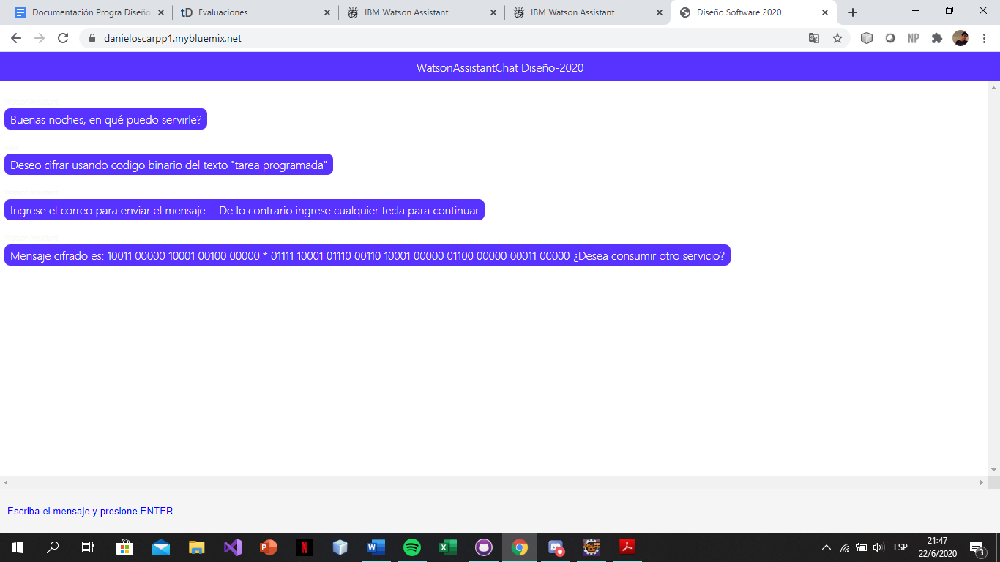 Documentación Progra Diseño
tD Evaluaciones
IBM Watson Assistant
IBM Watson Assistant
Diseño Software 2020
danieloscarpp1.mybluemix.net
NP
WatsonAssistantChat Diseño-2020
WatsonAssistant
Buenas noches, en qué puedo servirle?
Deseo cifrar usando codigo binario del texto "tarea programada"
WatsonAssistant
Ingrese el correo para enviar el mensaje.... De lo contrario ingrese cualquier tecla para continuar
WatsonAssistant
Mensaje cifrado es: 10011 00000 10001 00100 00000 * 01111 10001 01110 00110 10001 00000 01100 00000 00011 00000 ¿Desea consumir otro servicio?
Escriba el mensaje y presione ENTER
ESP
21:47
22/6/2020
3